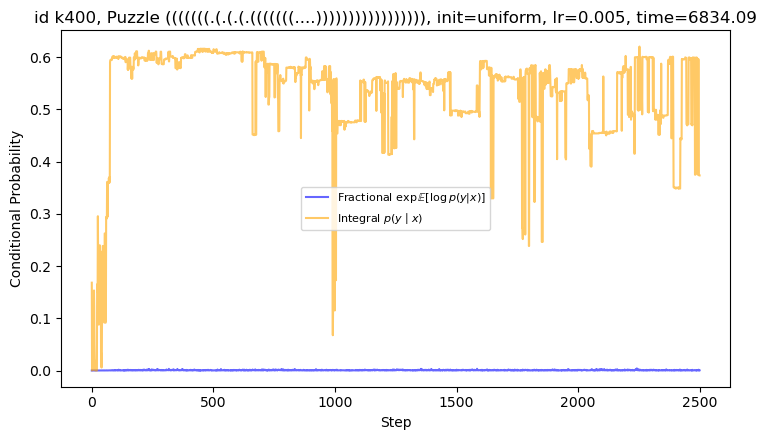 id k400, Puzzle (((((((.(.(.(.(((((((....))))))))))))))))), init=uniform, lr=0.005, time=6834.09
0.6
0.5
0.4
0.3
0.2
0.1
0.0
Conditional Probability
Fractional exp𝔼[log p(y|x)]
Integral p(y | x)
0 500 1000 1500 2000 2500
Step